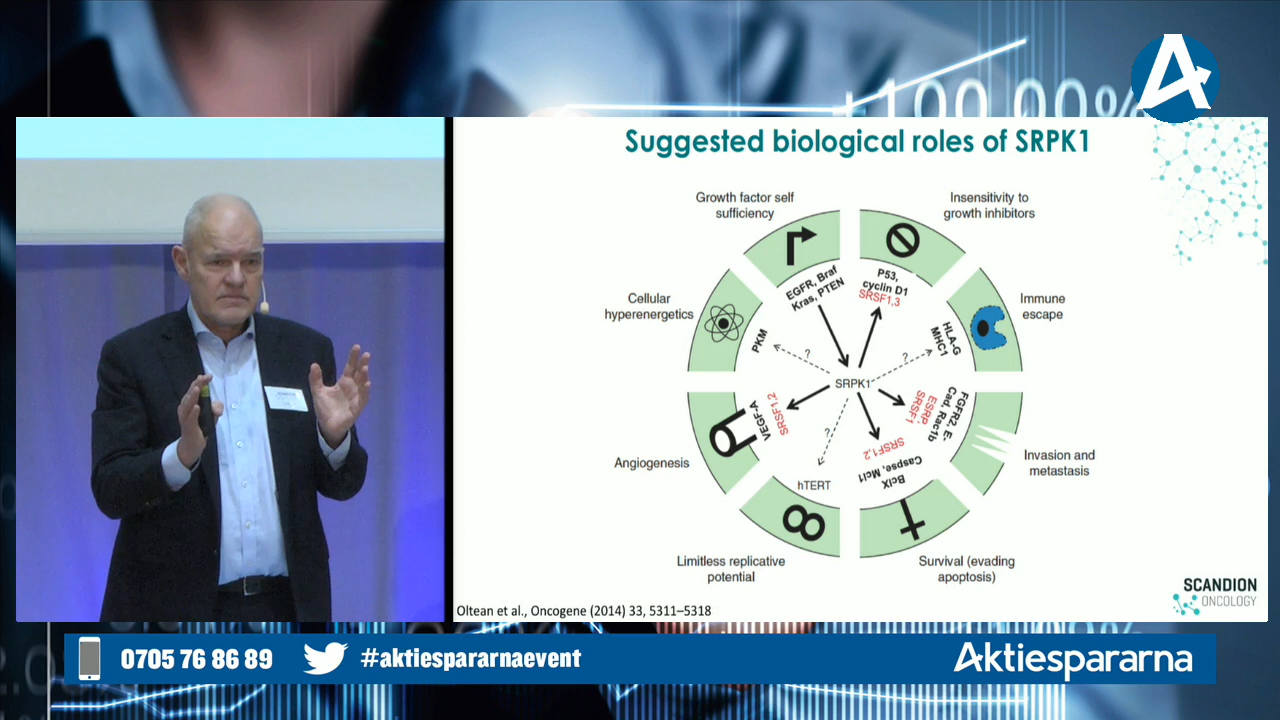 +100.00%
A
Suggested biological roles of SRPK1
Growth factor self
sufficiency
Insensitivity to
growth inhibitors
Cellular
hyperenergetics
Immune
escape
EGFR, Braf
Kras, PTEN
P53,
cyclin D1
SRSF1,3
PKM
?
?
HLA-G
MHC1
SRPK1
VEGF-A
SRSF1,2
?
FGFR2, E-
Cad, Rac1b
ESRP,
SRSF1
SRSF1,2
Caspse, Mcl1
BclX
hTERT
Angiogenesis
Invasion and
metastasis
Limitless replicative
potential
Survival (evading
apoptosis)
Oltean et al., Oncogene (2014) 33, 5311–5318
SCANDION
ONCOLOGY
0705 76 86 89
#aktiespararnaevent
Aktiespararna